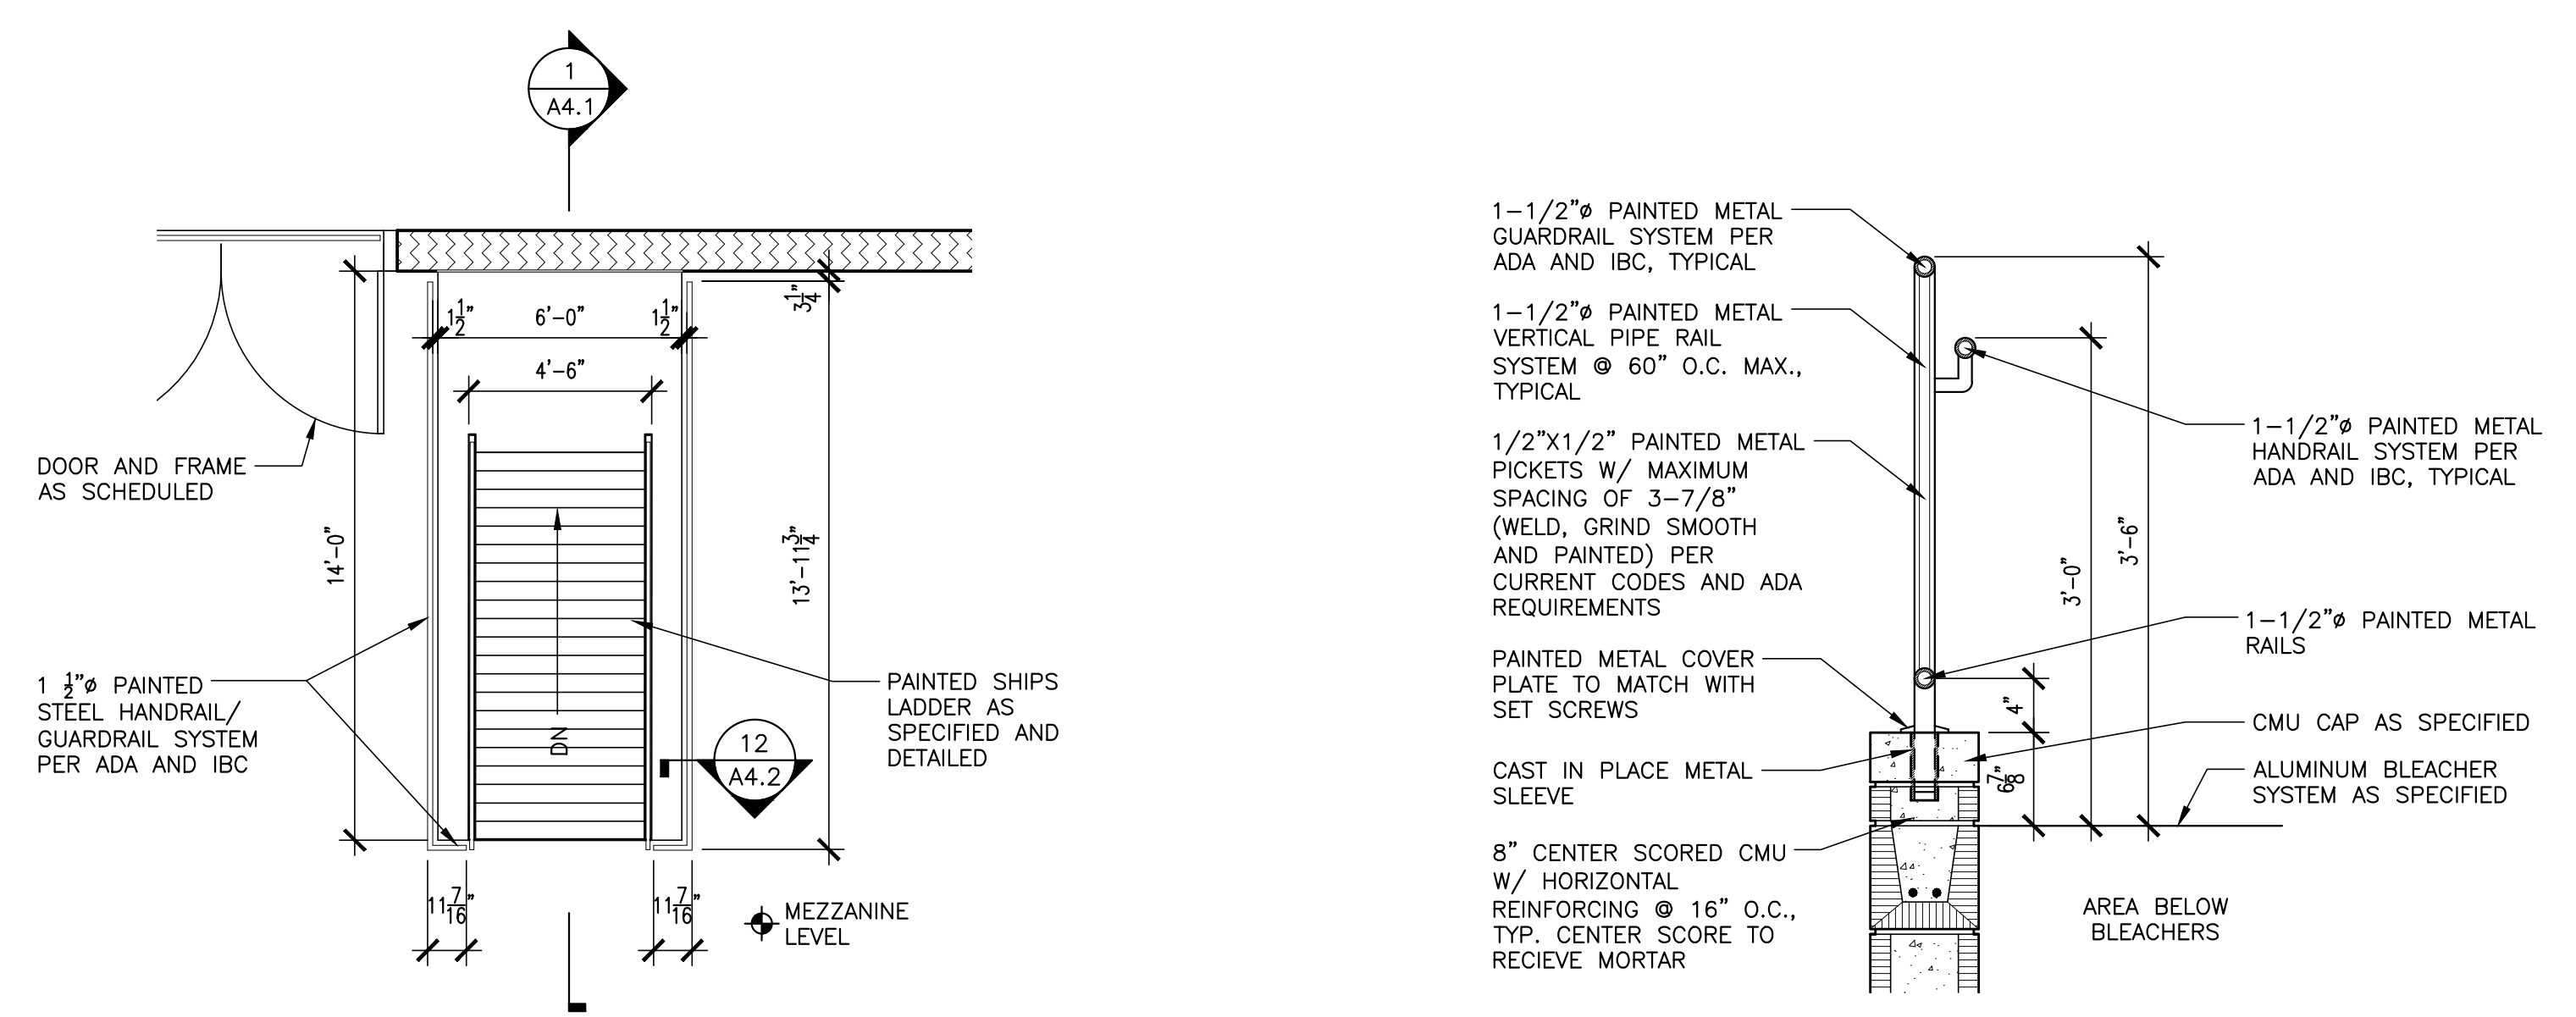 1
A4.1
1 1/2"
6'-0"
1 1/2"
3 1/4"
4'-6"
DOOR AND FRAME
AS SCHEDULED
14'-0"
13'-11 3/4"
1 1/2"ø PAINTED
STEEL HANDRAIL/
GUARDRAIL SYSTEM
PER ADA AND IBC
DN
PAINTED SHIPS
LADDER AS
SPECIFIED AND
DETAILED
12
A4.2
11 7/16"
11 7/16"
MEZZANINE
LEVEL
1-1/2"ø PAINTED METAL
GUARDRAIL SYSTEM PER
ADA AND IBC, TYPICAL
1-1/2"ø PAINTED METAL
VERTICAL PIPE RAIL
SYSTEM @ 60" O.C. MAX.,
TYPICAL
1/2"X1/2" PAINTED METAL
PICKETS W/ MAXIMUM
SPACING OF 3-7/8"
(WELD, GRIND SMOOTH
AND PAINTED) PER
CURRENT CODES AND ADA
REQUIREMENTS
PAINTED METAL COVER
PLATE TO MATCH WITH
SET SCREWS
CAST IN PLACE METAL
SLEEVE
8" CENTER SCORED CMU
W/ HORIZONTAL
REINFORCING @ 16" O.C.,
TYP. CENTER SCORE TO
RECIEVE MORTAR
4"
6 7/8"
3'-0"
3'-6"
1-1/2"ø PAINTED METAL
HANDRAIL SYSTEM PER
ADA AND IBC, TYPICAL
1-1/2"ø PAINTED METAL
RAILS
CMU CAP AS SPECIFIED
ALUMINUM BLEACHER
SYSTEM AS SPECIFIED
AREA BELOW
BLEACHERS